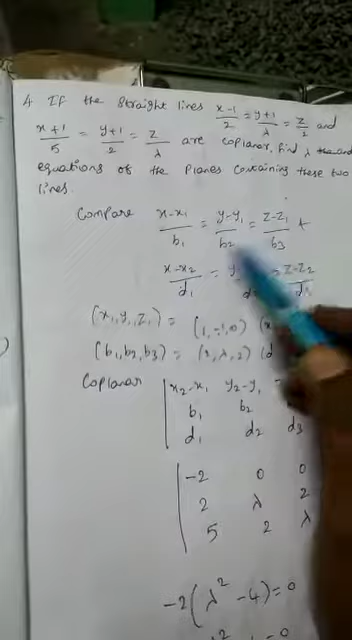 4 If the straight lines x-1/2 = y+1/λ = z/2 and
x+1/5 = y+1/2 = z/λ are coplanar, find λ and
equations of the planes containing these two
lines.
Compare x-x₁/b₁ = y-y₁/b₂ = z-z₁/b₃ +
x-x₂/d₁ = = z-z₂
(x₁,y₁,z₁) = (1,-1,0)
(b₁,b₂,b₃) = (2,λ,2)
Coplanar | x₂-x₁ y₂-y₁
b₁ b₂
d₁ d₂ d₃
-2 0 0
2 λ 2
5 2 λ
-2(λ²-4)=0